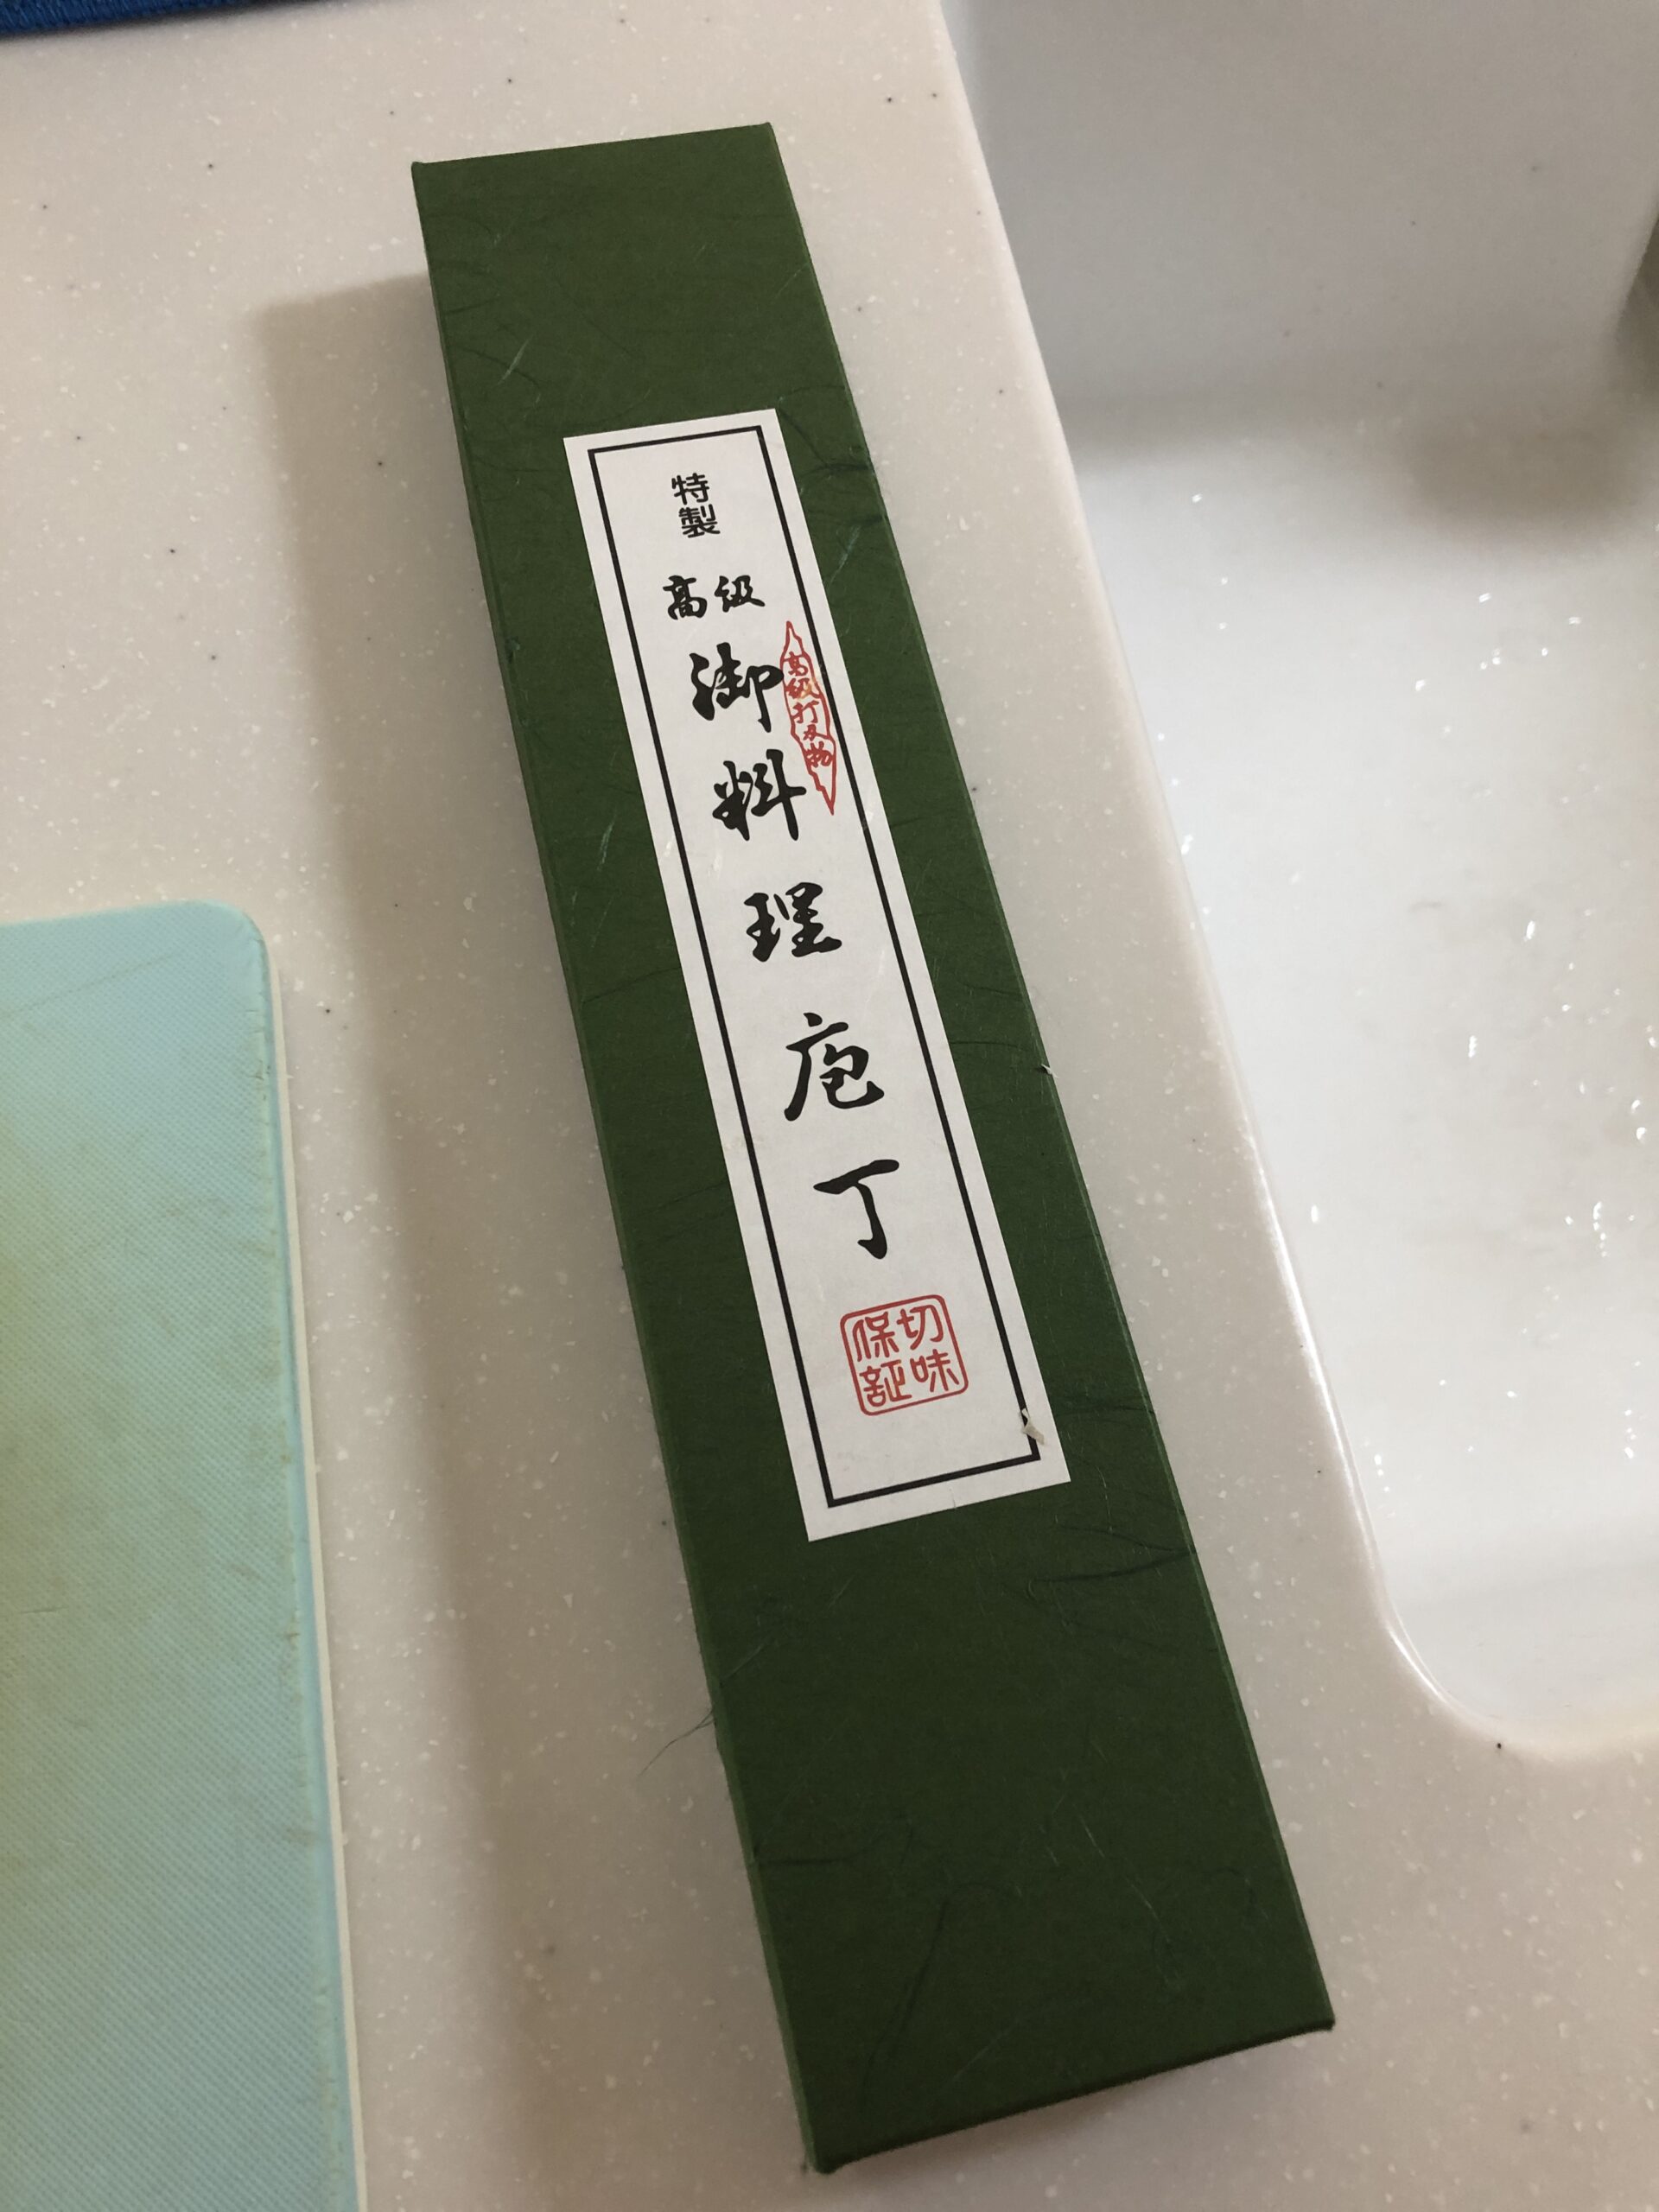 特製
高級
御料理庖丁
高級打刃物
切味
保証